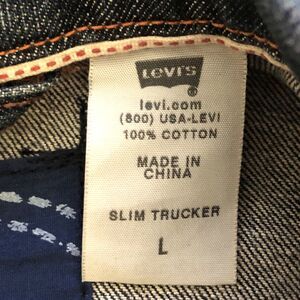 LEVI'S
levi.com
(800) USA-LEVI
100% COTTON
MADE IN
CHINA
SLIM TRUCKER
L